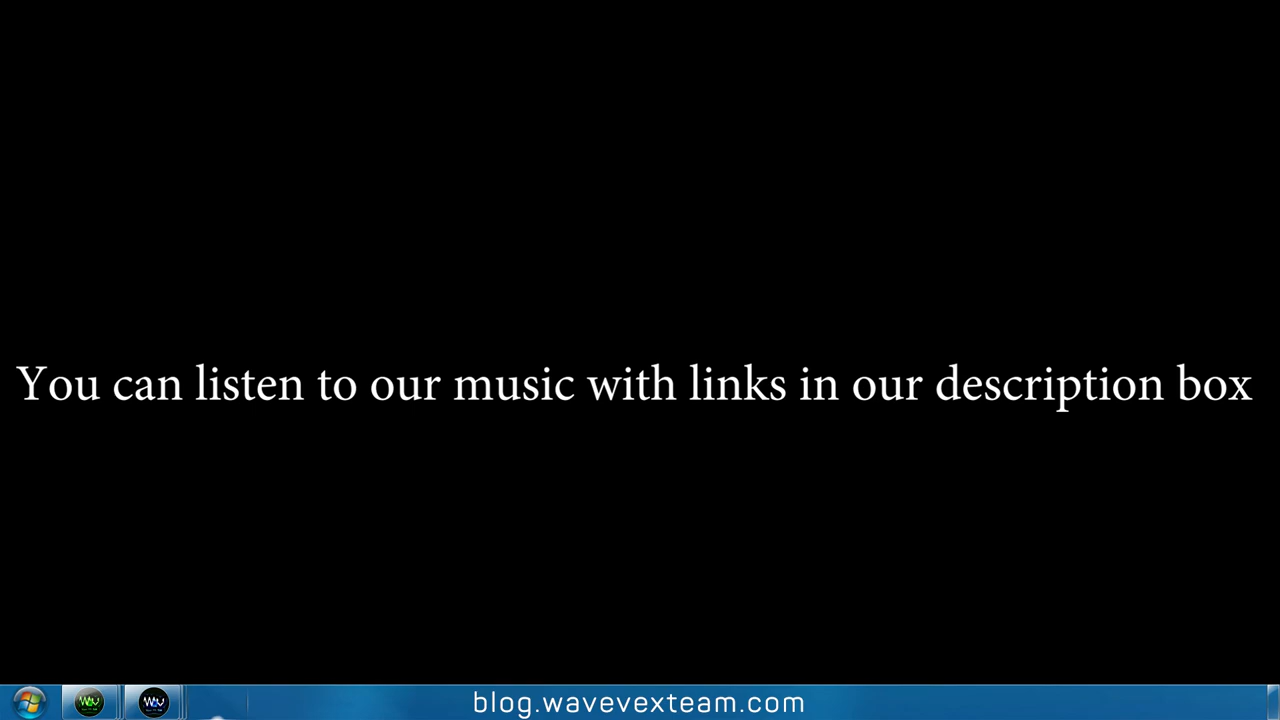 You can listen to our music with links in our description box
blog.wavevexteam.com